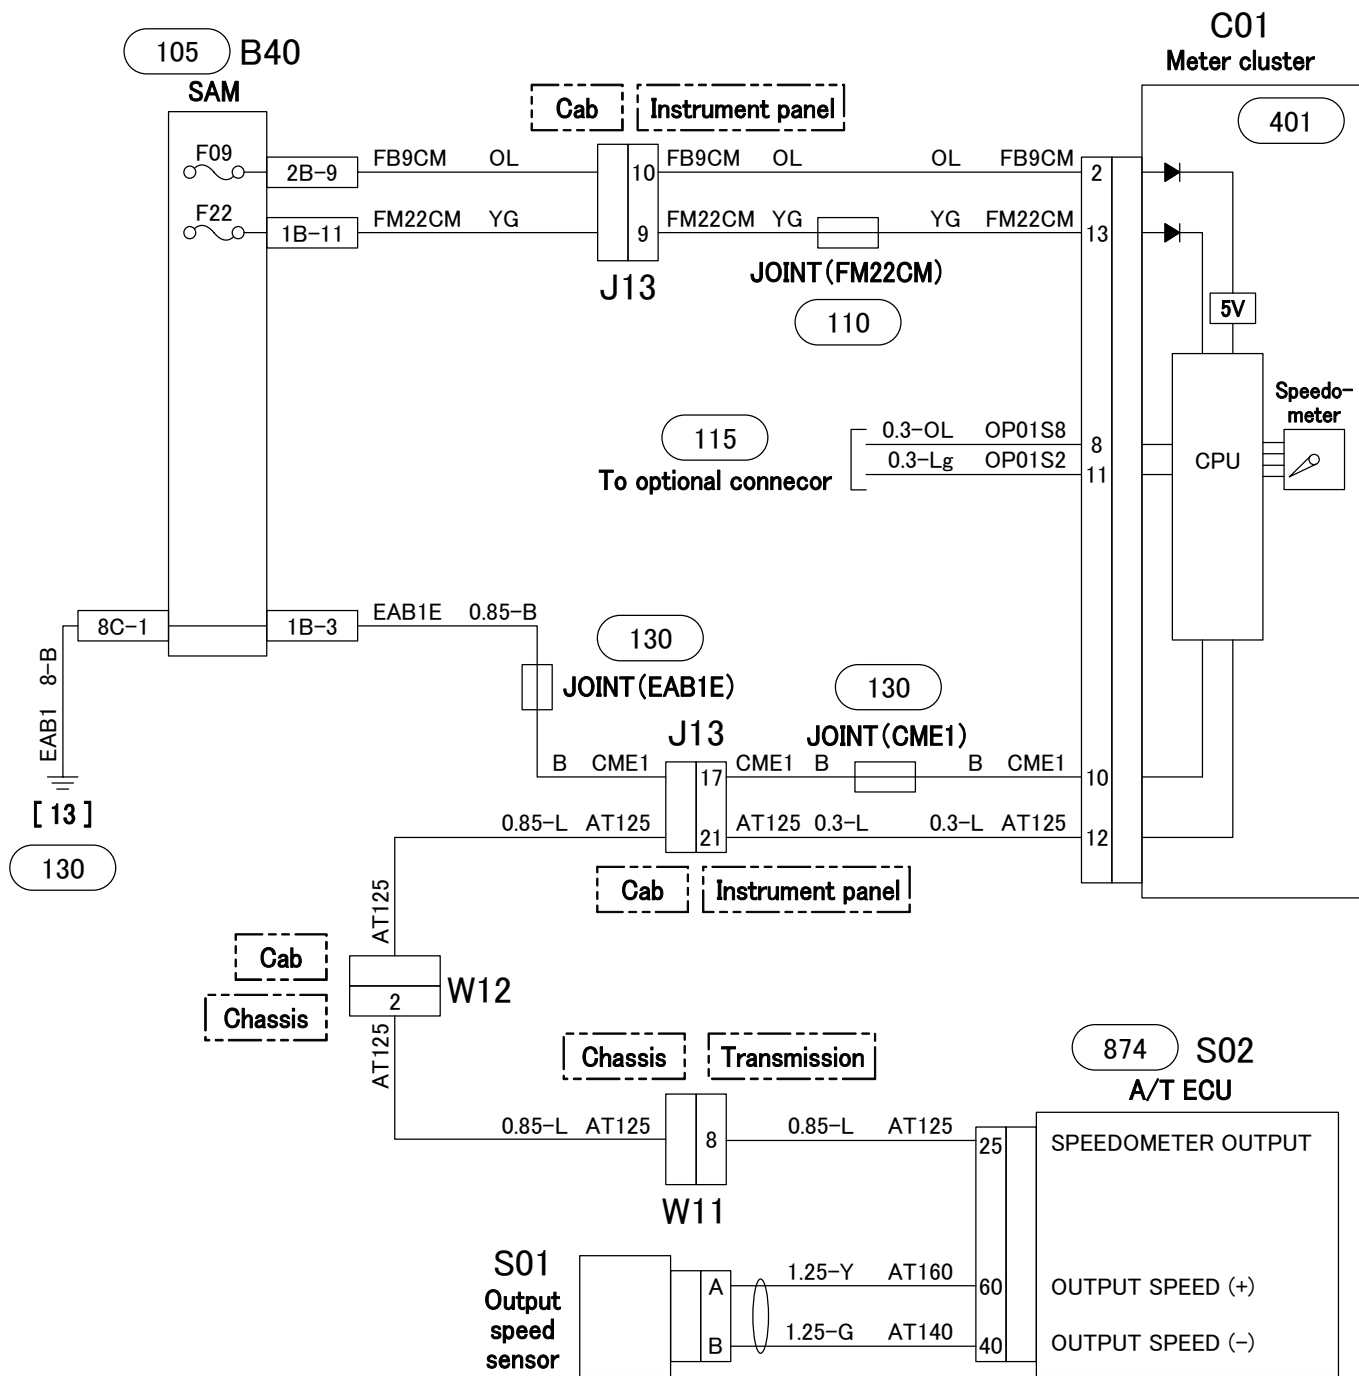 C01
105 B40
Meter cluster
SAM
Cab Instrument panel
401
F09
2B-9 FB9CM OL 10 FB9CM OL OL FB9CM 2
F22
1B-11 FM22CM YG 9 FM22CM YG YG FM22CM 13
JOINT(FM22CM)
J13
5V
110
Speedo-
meter
115
0.3-OL OP01S8 8
0.3-Lg OP01S2 11
CPU
To optional connecor
8C-1 1B-3 EAB1E 0.85-B
130
EAB1 8-B
JOINT(EAB1E)
130
J13
JOINT(CME1)
B CME1 17 CME1 B B CME1 10
[ 13 ]
0.85-L AT125 21 AT125 0.3-L 0.3-L AT125 12
130
Cab Instrument panel
AT125
Cab
2
W12
Chassis
AT125
Chassis Transmission
874 S02
A/T ECU
0.85-L AT125 8 0.85-L AT125 25 SPEEDOMETER OUTPUT
W11
S01
Output
speed
sensor
A 1.25-Y AT160 60 OUTPUT SPEED (+)
B 1.25-G AT140 40 OUTPUT SPEED (-)